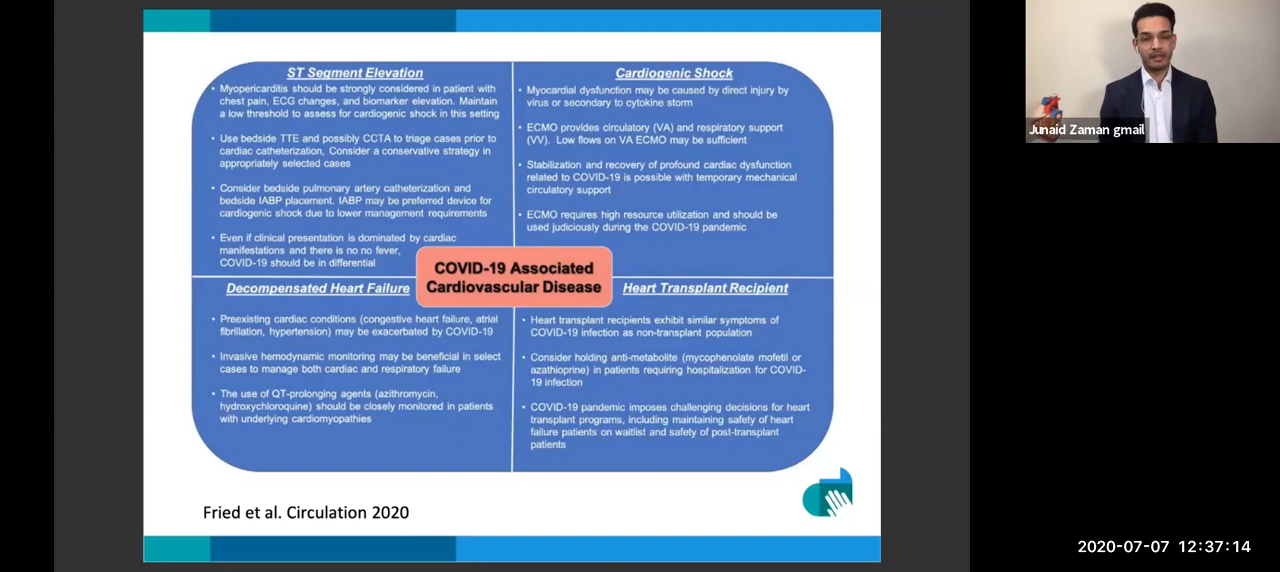 ST Segment Elevation
• Myopericarditis should be strongly considered in patient with
chest pain, ECG changes, and biomarker elevation. Maintain
a low threshold to assess for cardiogenic shock in this setting
• Use bedside TTE and possibly CCTA to triage cases prior to
cardiac catheterization, Consider a conservative strategy in
appropriately selected cases
• Consider bedside pulmonary artery catheterization and
bedside IABP placement. IABP may be preferred device for
cardiogenic shock due to lower management requirements
• Even if clinical presentation is dominated by cardiac
manifestations and there is no no fever,
COVID-19 should be in differential
Cardiogenic Shock
• Myocardial dysfunction may be caused by direct injury by
virus or secondary to cytokine storm
• ECMO provides circulatory (VA) and respiratory support
(VV). Low flows on VA ECMO may be sufficient
• Stabilization and recovery of profound cardiac dysfunction
related to COVID-19 is possible with temporary mechanical
circulatory support
• ECMO requires high resource utilization and should be
used judiciously during the COVID-19 pandemic
COVID-19 Associated
Cardiovascular Disease
Decompensated Heart Failure
• Preexisting cardiac conditions (congestive heart failure, atrial
fibrillation, hypertension) may be exacerbated by COVID-19
• Invasive hemodynamic monitoring may be beneficial in select
cases to manage both cardiac and respiratory failure
• The use of QT-prolonging agents (azithromycin,
hydroxychloroquine) should be closely monitored in patients
with underlying cardiomyopathies
Heart Transplant Recipient
• Heart transplant recipients exhibit similar symptoms of
COVID-19 infection as non-transplant population
• Consider holding anti-metabolite (mycophenolate mofetil or
azathioprine) in patients requiring hospitalization for COVID-
19 infection
• COVID-19 pandemic imposes challenging decisions for heart
transplant programs, including maintaining safety of heart
failure patients on waitlist and safety of post-transplant
patients
Fried et al. Circulation 2020
Junaid Zaman gmail
2020-07-07 12:37:14